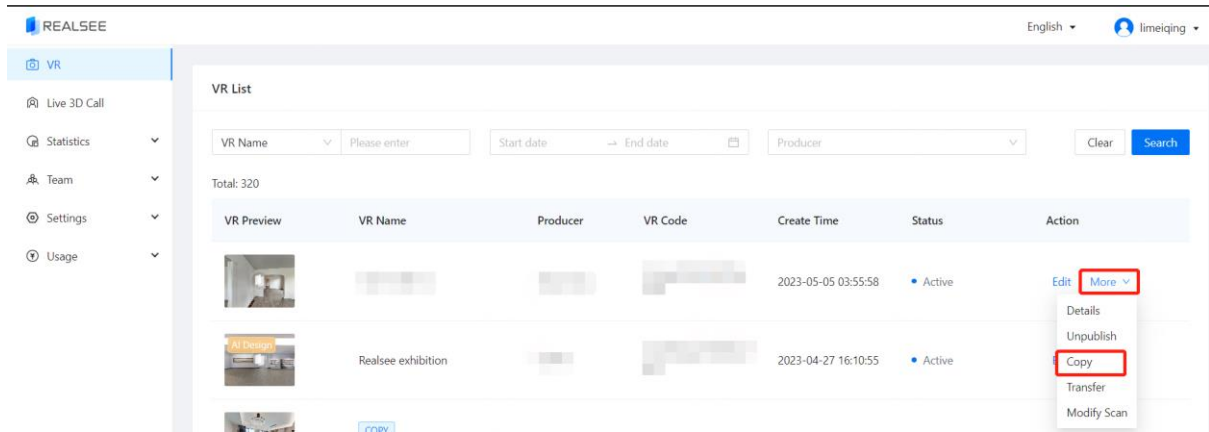 REALSEE
English
limeiqing
VR
Live 3D Call
Statistics
Team
Settings
Usage
VR List
VR Name
Please enter
Start date
End date
Producer
Clear
Search
Total: 320
VR Preview
VR Name
Producer
VR Code
Create Time
Status
Action
2023-05-05 03:55:58
Active
Edit
More
Details
Unpublish
Copy
Transfer
Modify Scan
AI Design
Realsee exhibition
2023-04-27 16:10:55
Active
COPY